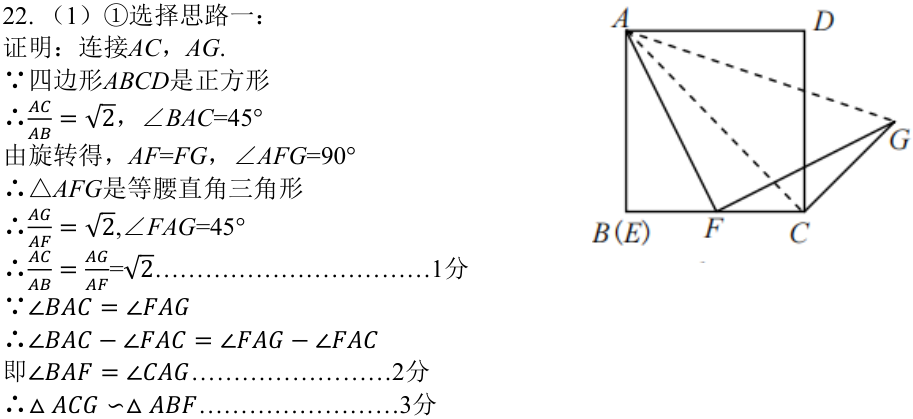 22. （1）①选择思路一：
证明：连接AC，AG.
∵四边形ABCD是正方形
∴AC/AB = √2，∠BAC=45°
由旋转得，AF=FG，∠AFG=90°
∴△AFG是等腰直角三角形
∴AG/AF = √2,∠FAG=45°
∴AC/AB = AG/AF=√2……………………………1分
∵∠BAC = ∠FAG
∴∠BAC − ∠FAC = ∠FAG − ∠FAC
即∠BAF = ∠CAG……………………2分
∴△ ACG ∽△ ABF……………………3分
A
D
G
B(E)
F
C